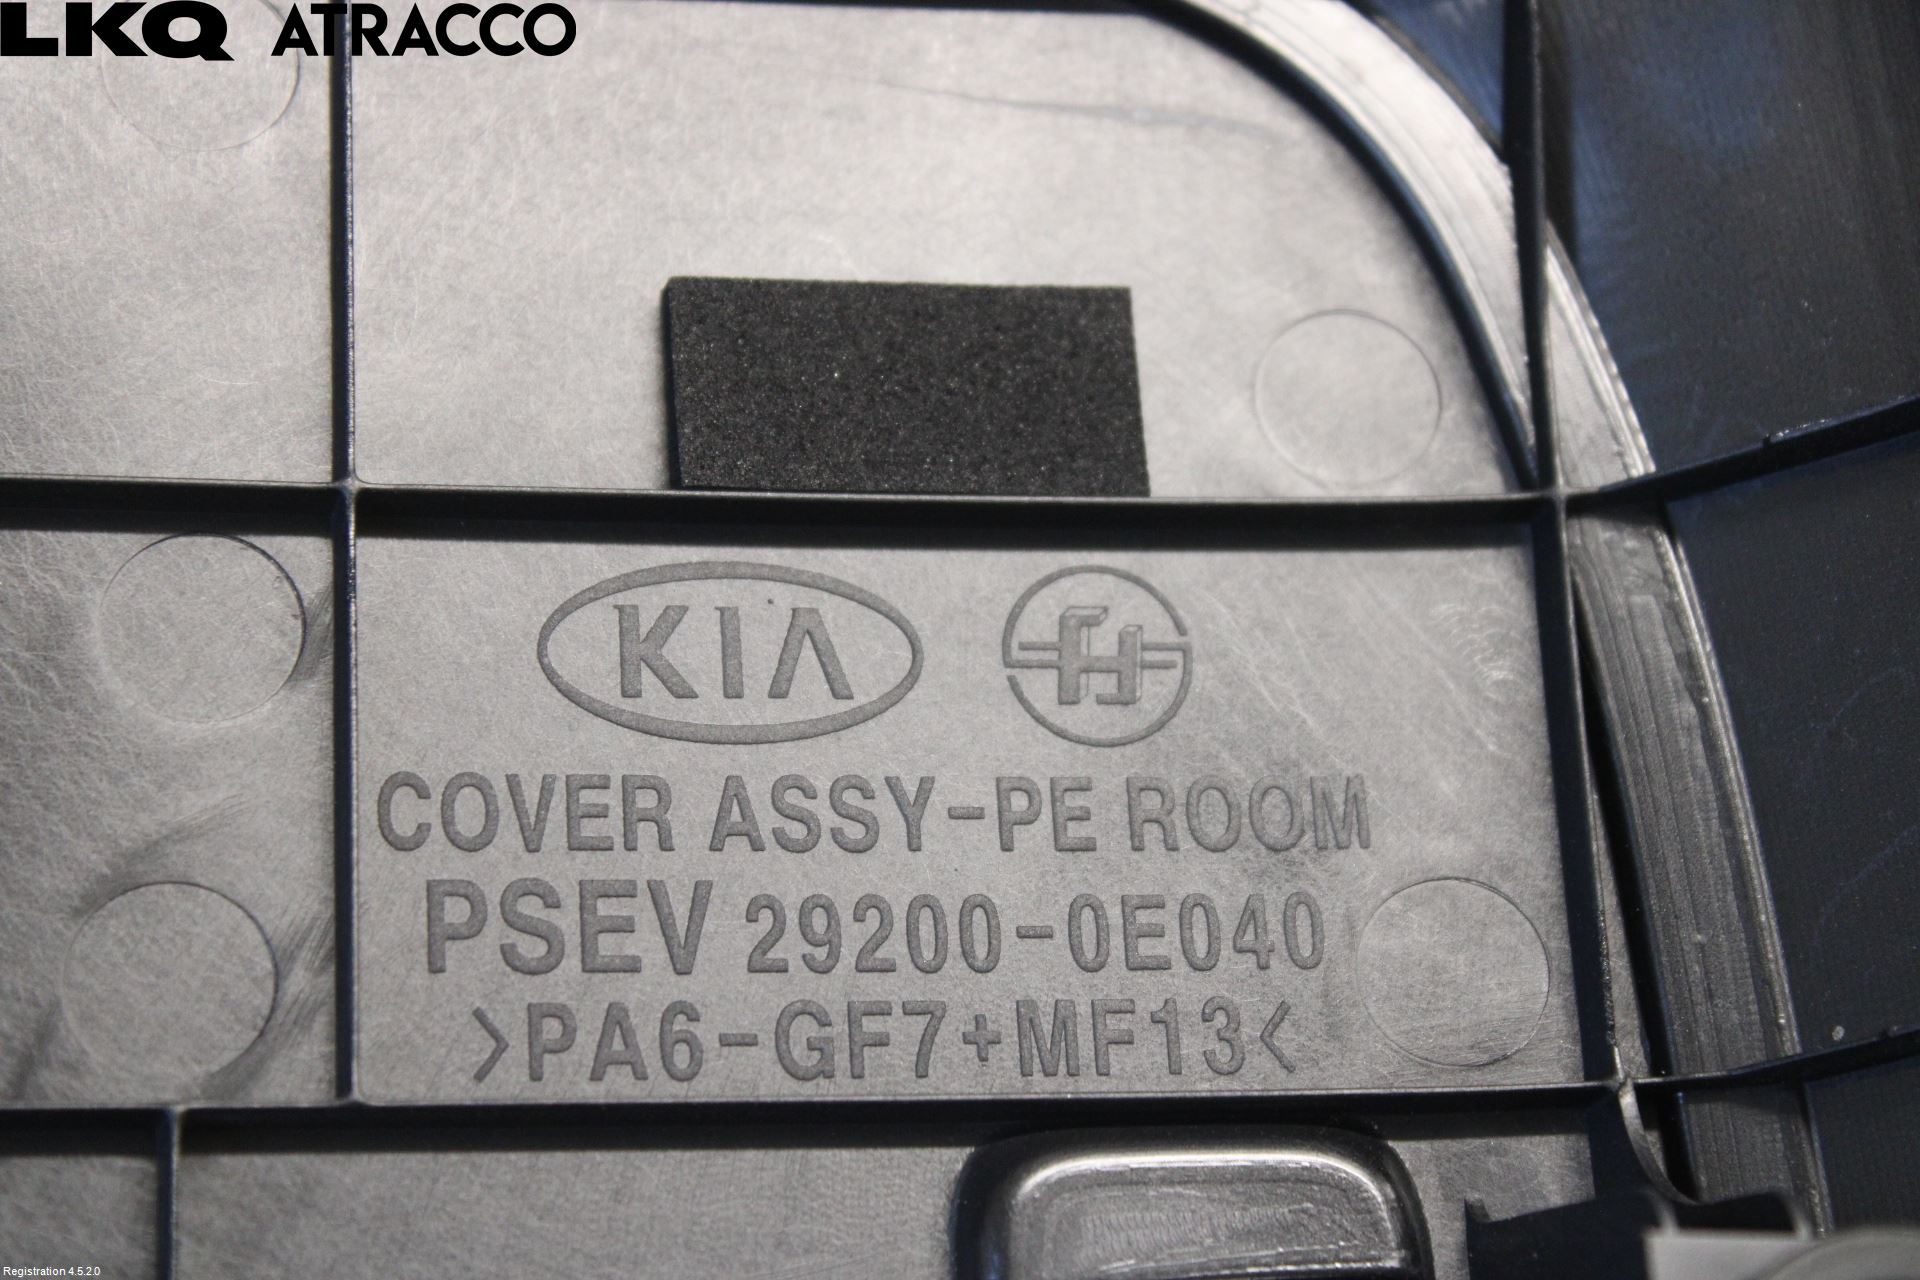 LKQ ATRACCO
KIA
COVER ASSY-PE ROOM
PSEV 29200-0E040
>PA6-GF7+MF13<
Registration 4.5.2.0